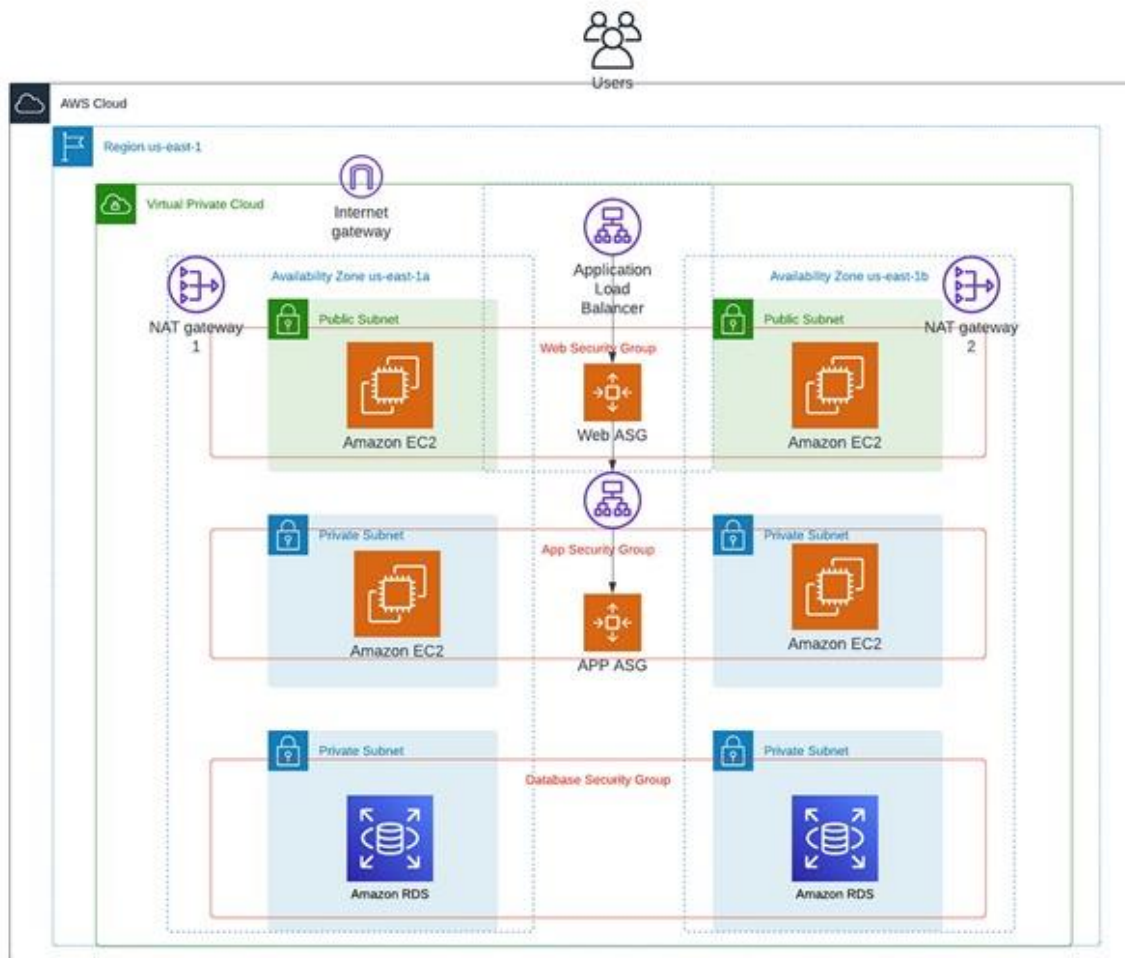 Users
AWS Cloud
Region us-east-1
Virtual Private Cloud
Internet
gateway
Application
Load
Balancer
Availability Zone us-east-1a
Availability Zone us-east-1b
NAT gateway
1
Public Subnet
Public Subnet
NAT gateway
2
Web Security Group
Amazon EC2
Web ASG
Amazon EC2
Private Subnet
Private Subnet
App Security Group
Amazon EC2
APP ASG
Amazon EC2
Private Subnet
Private Subnet
Database Security Group
Amazon RDS
Amazon RDS